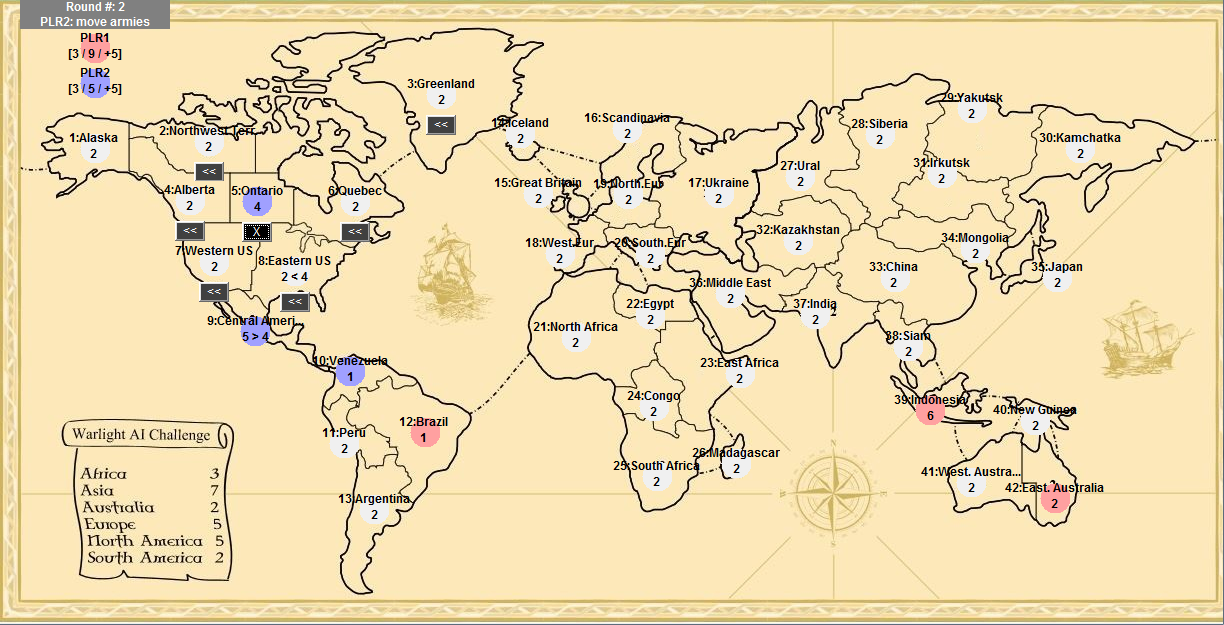 Round #: 2
PLR2: move armies
PLR1
[3 / 9 / +5]
PLR2
[3 / 5 / +5]
3:Greenland
2
<<
1:Alaska
2
2:Northwest Terr.
2
<<
14:Iceland
2
16:Scandinavia
2
28:Siberia
2
29:Yakutsk
2
30:Kamchatka
2
4:Alberta
2
<<
5:Ontario
4
X
6:Quebec
2
<<
15:Great Britain
2
19:North.Eur
2
17:Ukraine
2
27:Ural
2
31:Irkutsk
2
7:Western US
2
<<
8:Eastern US
2 < 4
<<
18:West.Eur
2
20:South.Eur
2
32:Kazakhstan
2
34:Mongolia
2
33:China
2
35:Japan
2
9:Central Ameri...
5 > 4
36:Middle East
2
37:India
2
22:Egypt
2
21:North Africa
2
38:Siam
2
10:Venezuela
1
23:East Africa
2
24:Congo
2
39:Indonesia
6
40:New Guinea
2
12:Brazil
1
11:Peru
2
26:Madagascar
2
25:South Africa
2
41:West. Austra...
2
42:East. Australia
2
13:Argentina
2
Warlight AI Challenge
Africa 3
Asia 7
Australia 2
Europe 5
North America 5
South America 2
N
S